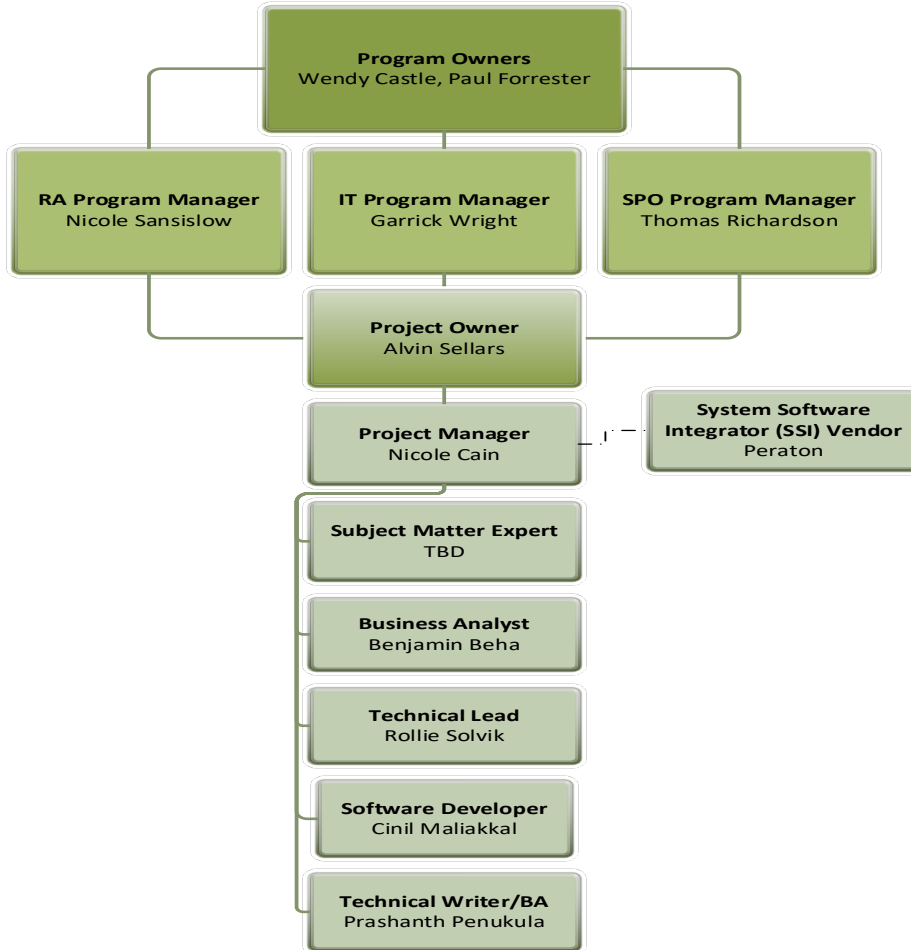 Program Owners
Wendy Castle, Paul Forrester
RA Program Manager
Nicole Sansislow
IT Program Manager
Garrick Wright
SPO Program Manager
Thomas Richardson
Project Owner
Alvin Sellars
Project Manager
Nicole Cain
System Software
Integrator (SSI) Vendor
Peraton
Subject Matter Expert
TBD
Business Analyst
Benjamin Beha
Technical Lead
Rollie Solvik
Software Developer
Cinil Maliakkal
Technical Writer/BA
Prashanth Penukula